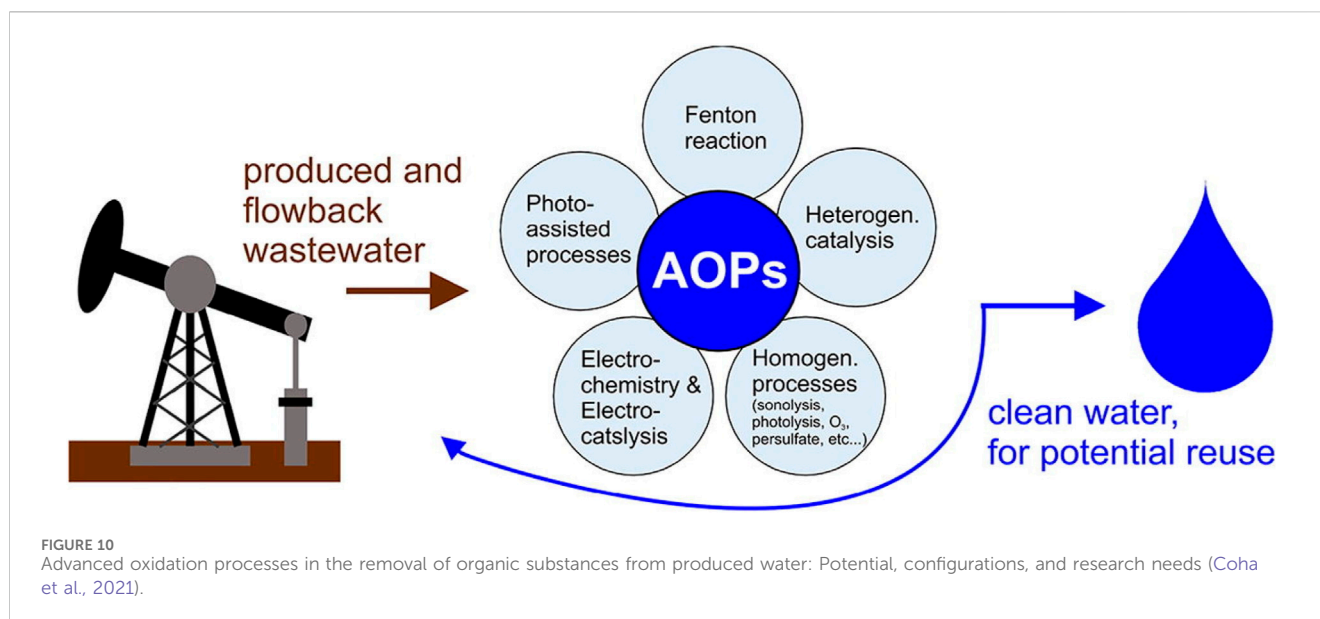 produced and
flowback
wastewater
Fenton
reaction
Photo-
assisted
processes
Heterogen.
catalysis
AOPs
Electro-
chemistry &
Electro-
catslysis
Homogen.
processes
(sonolysis,
photolysis, O₃,
persulfate, etc...)
clean water,
for potential reuse
FIGURE 10
Advanced oxidation processes in the removal of organic substances from produced water: Potential, configurations, and research needs (Coha
et al., 2021).